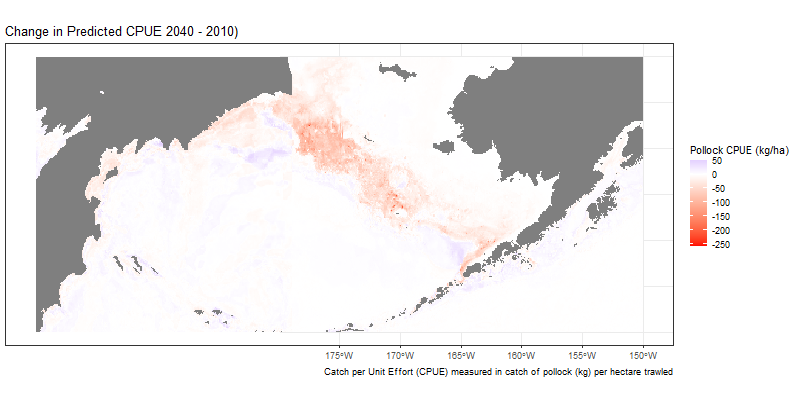 Change in Predicted CPUE 2040 - 2010)
Pollock CPUE (kg/ha)
50
0
-50
-100
-150
-200
-250
175°W 170°W 165°W 160°W 155°W 150°W
Catch per Unit Effort (CPUE) measured in catch of pollock (kg) per hectare trawled